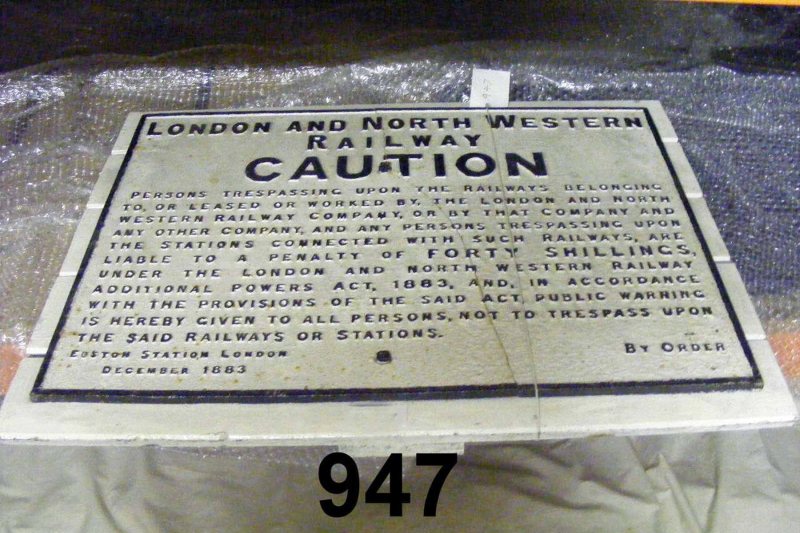 947
LONDON AND NORTH WESTERN
RAILWAY
CAUTION
PERSONS TRESPASSING UPON THE RAILWAYS BELONGING
TO, OR LEASED OR WORKED BY, THE LONDON AND NORTH
WESTERN RAILWAY COMPANY, OR BY THAT COMPANY AND
ANY OTHER COMPANY, AND ANY PERSONS TRESPASSING UPON
THE STATIONS CONNECTED WITH SUCH RAILWAYS, ARE
LIABLE TO A PENALTY OF FORTY SHILLINGS,
UNDER THE LONDON AND NORTH WESTERN RAILWAY
ADDITIONAL POWERS ACT, 1883, AND, IN ACCORDANCE
WITH THE PROVISIONS OF THE SAID ACT, PUBLIC WARNING
IS HEREBY GIVEN TO ALL PERSONS, NOT TO TRESPASS UPON
THE SAID RAILWAYS OR STATIONS.
EUSTON STATION LONDON
DECEMBER 1883
BY ORDER
947